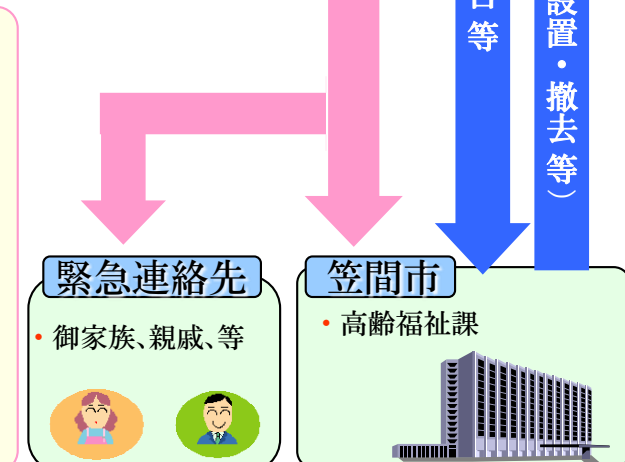 等
設置・撤去等）
緊急連絡先
・御家族、親戚、等
笠間市
・高齢福祉課